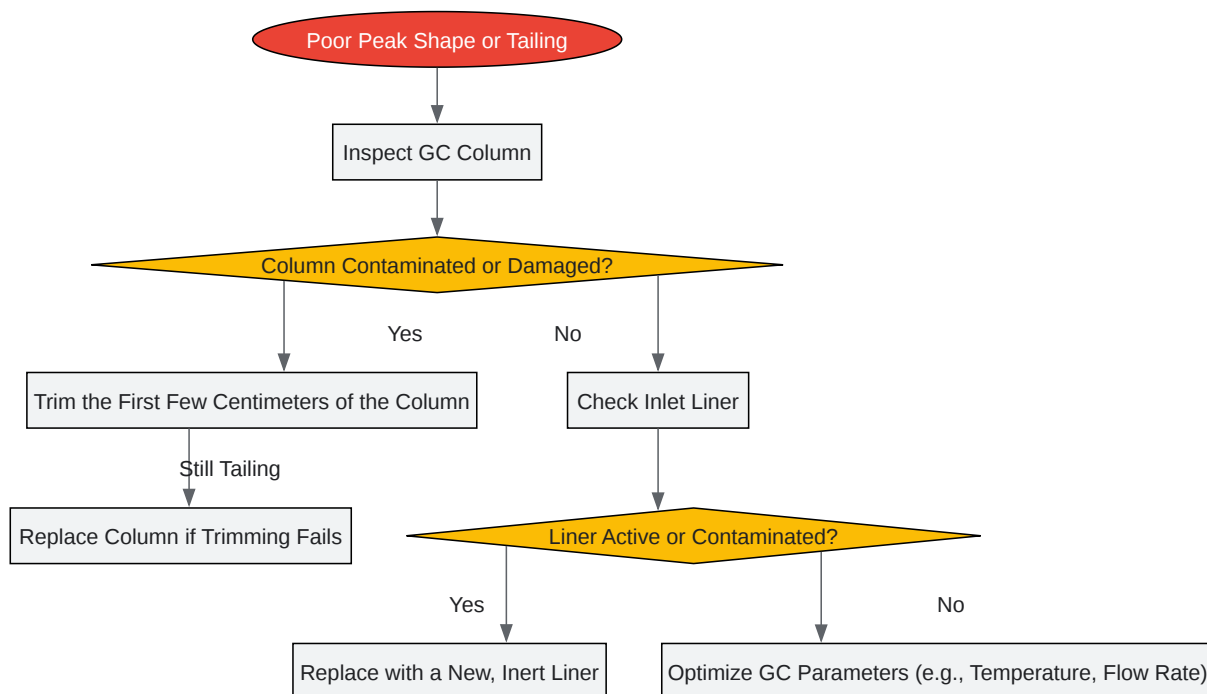 Poor Peak Shape or Tailing
Inspect GC Column
Column Contaminated or Damaged?
Yes
No
Trim the First Few Centimeters of the Column
Check Inlet Liner
Still Tailing
Replace Column if Trimming Fails
Liner Active or Contaminated?
Yes
No
Replace with a New, Inert Liner
Optimize GC Parameters (e.g., Temperature, Flow Rate)